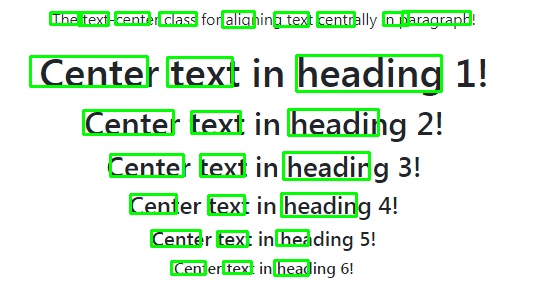 The text-center class for aligning text centrally in paragraph!
Center text in heading 1!
Center text in heading 2!
Center text in heading 3!
Center text in heading 4!
Center text in heading 5!
Center text in heading 6!